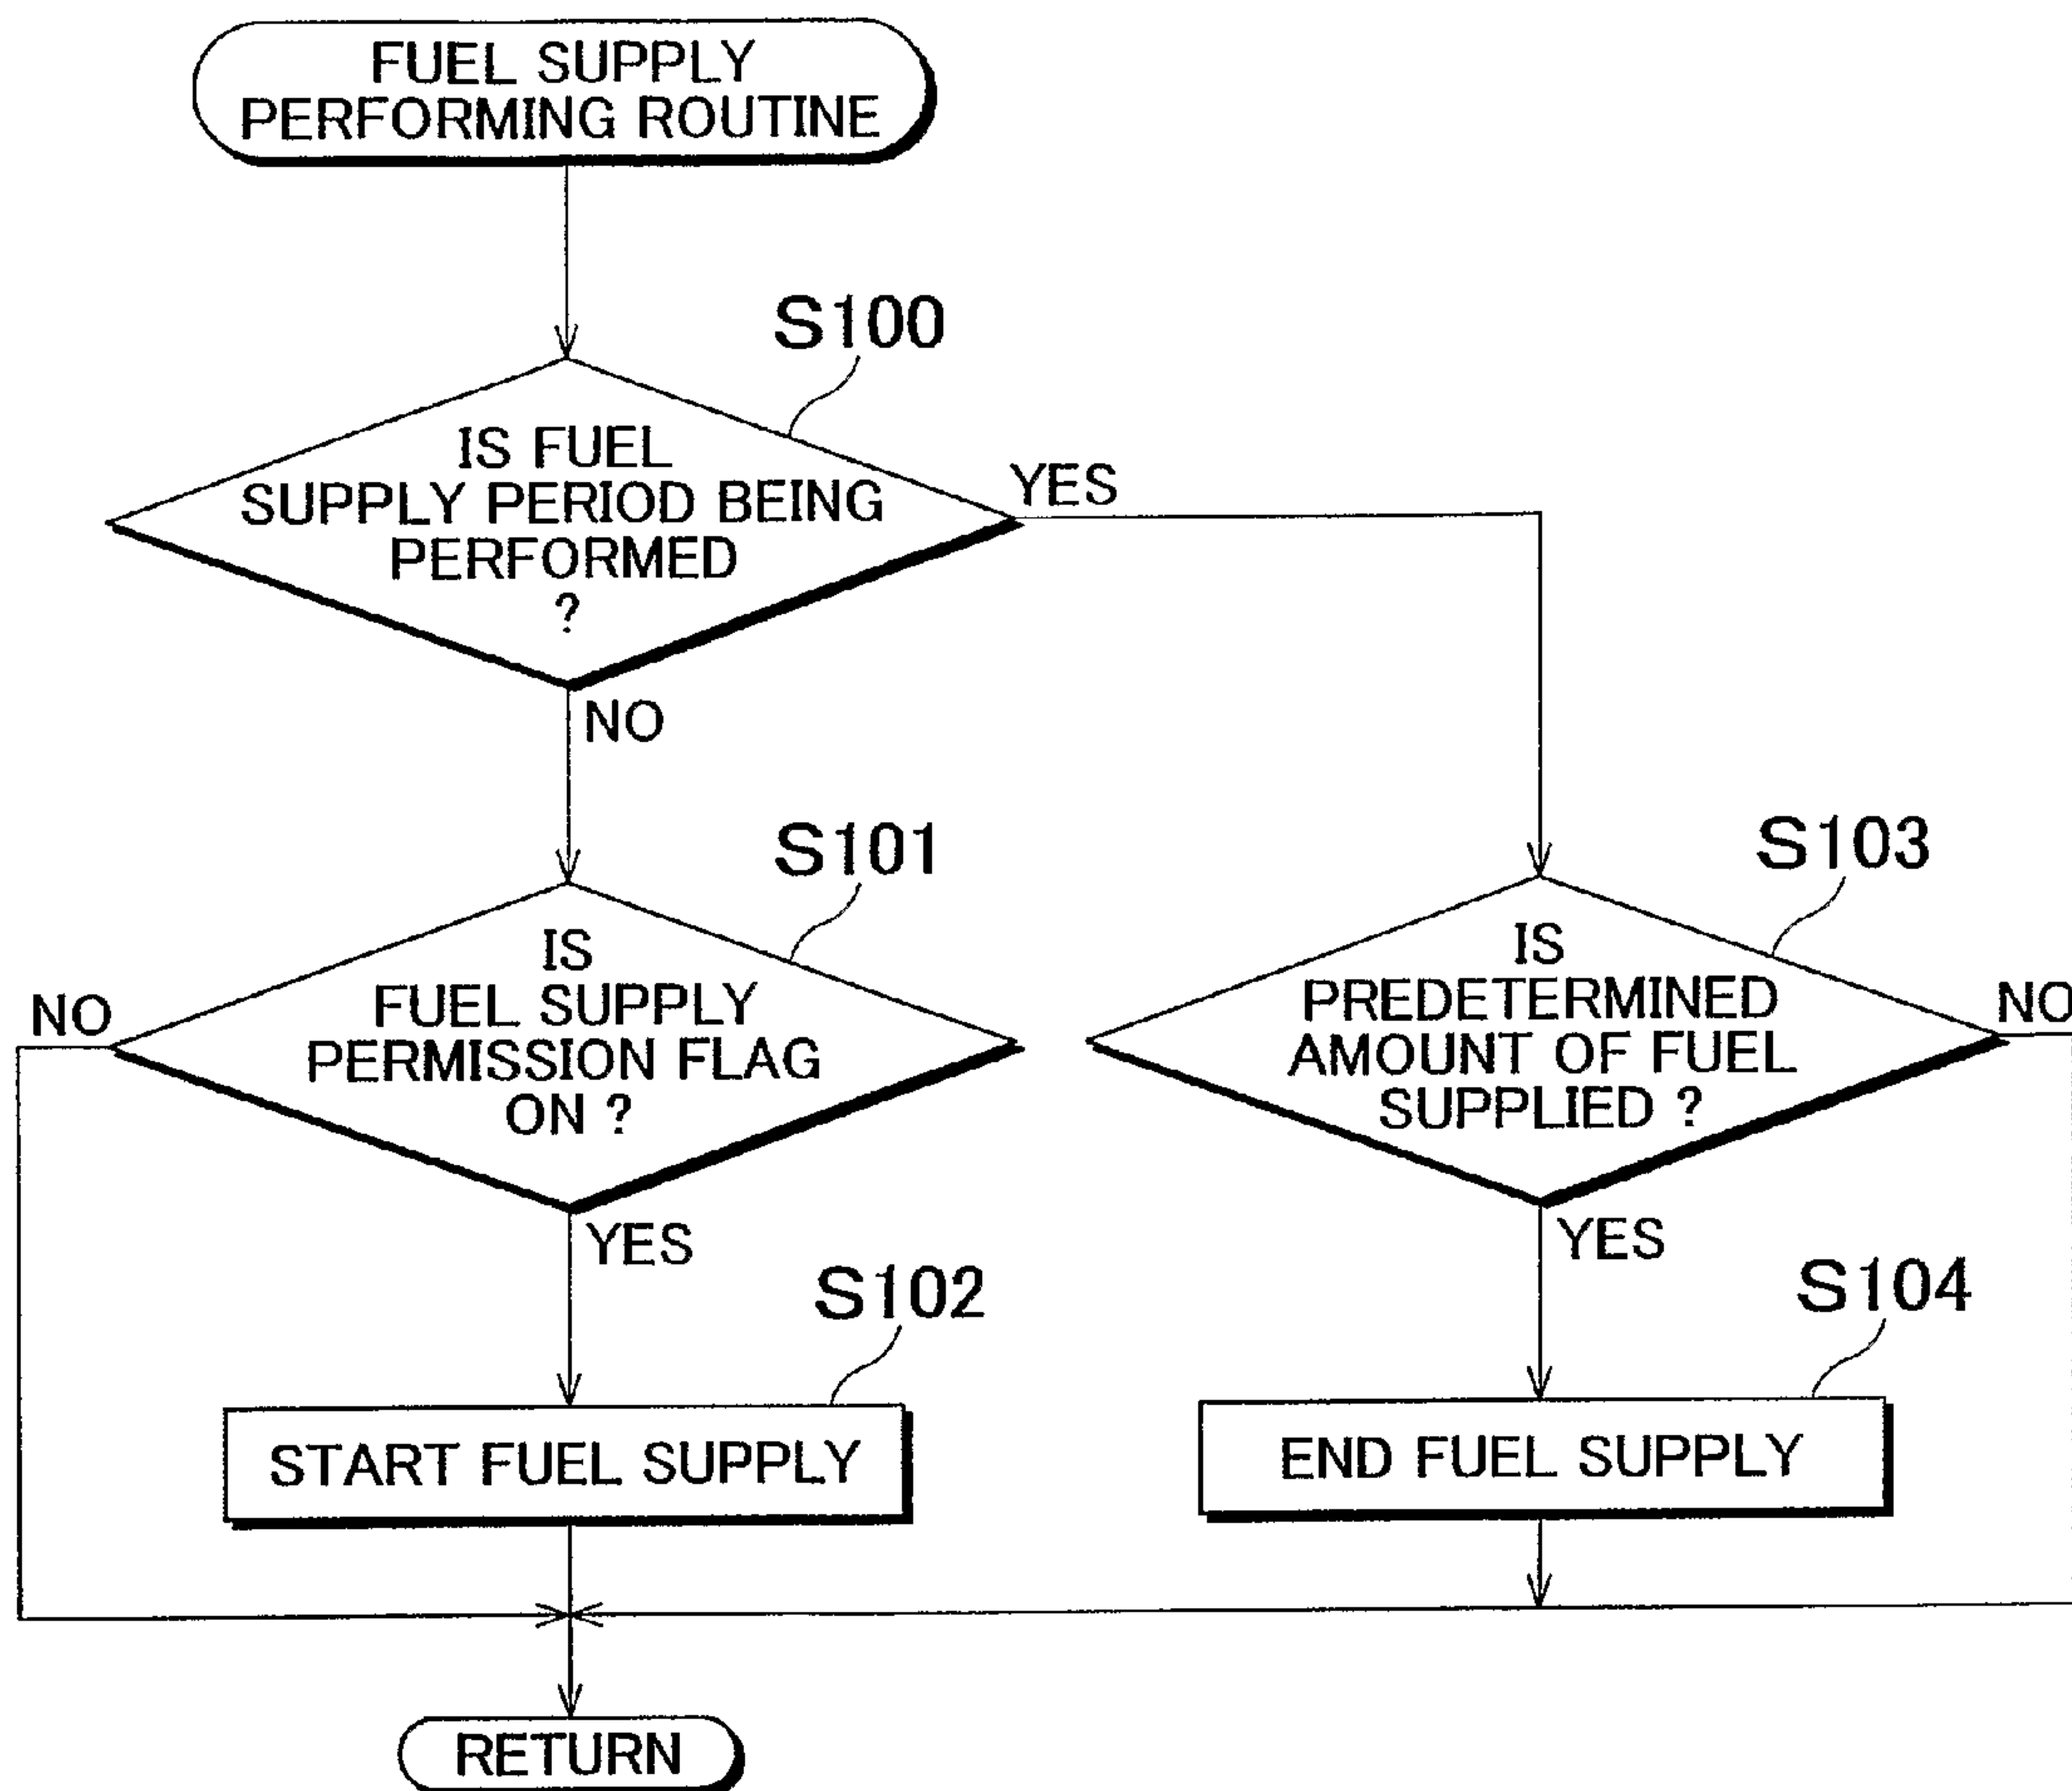 FUEL SUPPLY
PERFORMING ROUTINE
S100
IS FUEL
SUPPLY PERIOD BEING
PERFORMED
?
YES
NO
S101
IS
FUEL SUPPLY
PERMISSION FLAG
ON ?
NO
YES
S103
IS
PREDETERMINED
AMOUNT OF FUEL
SUPPLIED ?
NO
YES
S102
START FUEL SUPPLY
S104
END FUEL SUPPLY
RETURN